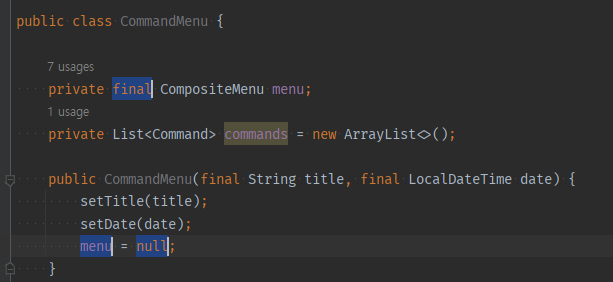 public class CommandMenu {
7 usages
private final CompositeMenu menu;
1 usage
private List<Command> commands = new ArrayList<>();
public CommandMenu(final String title, final LocalDateTime date) {
setTitle(title);
setDate(date);
menu = null;
}